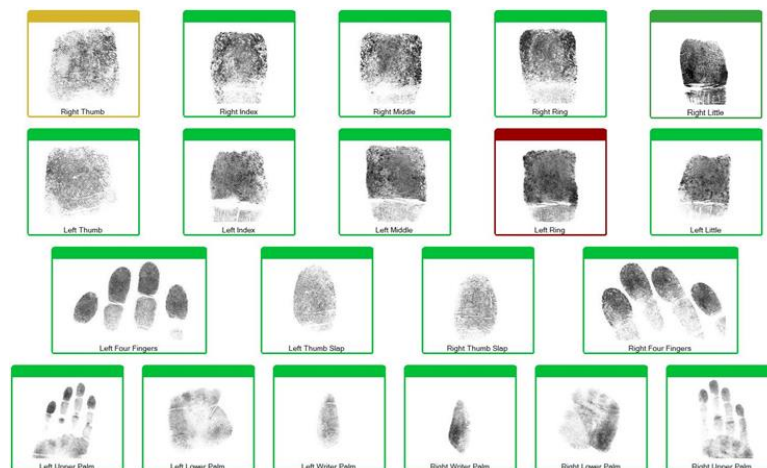 Right Thumb
Right Index
Right Middle
Right Ring
Right Little
Left Thumb
Left Index
Left Middle
Left Ring
Left Little
Left Four Fingers
Left Thumb Slap
Right Thumb Slap
Right Four Fingers
Left Upper Palm
Left Lower Palm
Left Writer Palm
Right Writer Palm
Right Lower Palm
Right Upper Palm